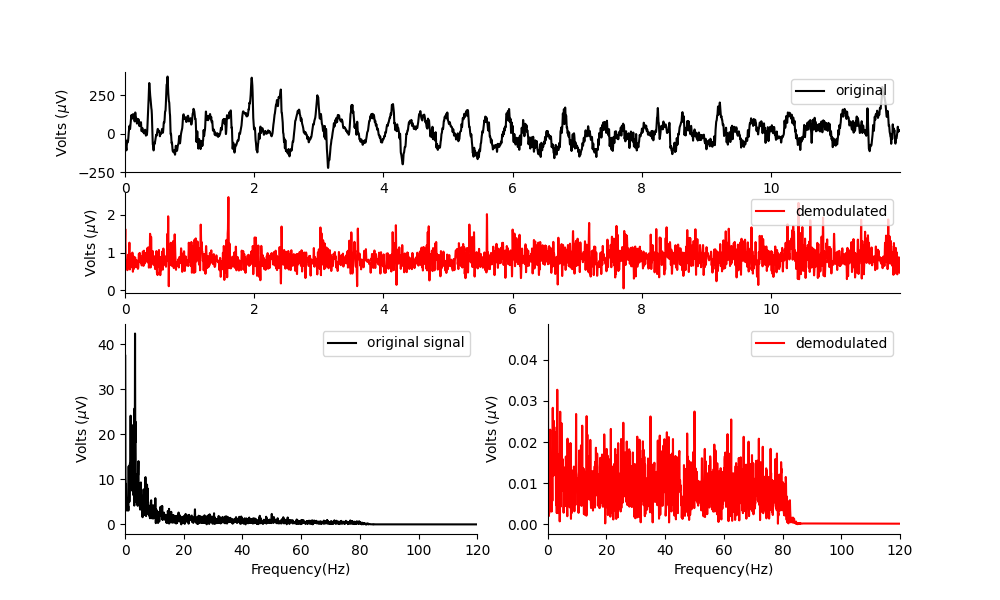 Volts (μV)
250
0
−250
original
0 2 4 6 8 10
Volts (μV)
2
1
0
demodulated
0 2 4 6 8 10
Volts (μV)
40
30
20
10
0
original signal
0 20 40 60 80 100 120
Frequency(Hz)
Volts (μV)
0.04
0.03
0.02
0.01
0.00
demodulated
0 20 40 60 80 100 120
Frequency(Hz)